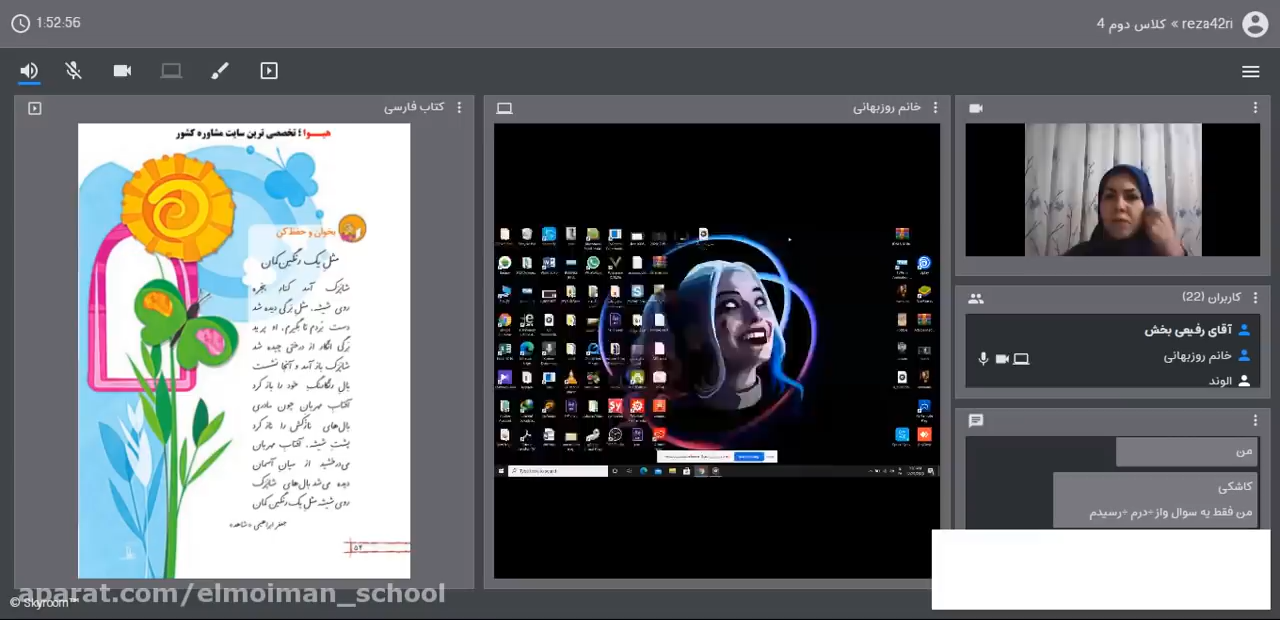 1:52:56
reza42ri » کلاس دوم 4
کتاب فارسی
هیوا ؛ تخصصی ترین سایت مشاوره کشور
بخوان و حفظ کن
مثل یک رنگین کمان
شاپرک آمد کنار پنجره
روی شیشه، مثل برگی دیده شد
دست بردم تا بگیرم، او پرید
برگ انگار از درختی چیده شد
شاپرک باز آمد و آنجا نشست
بال رنگارنگ خود را باز کرد
آفتاب مهربان چون مادری
بال‌های نازکش را ناز کرد
پشت شیشه، آفتاب مهربان
می‌درخشید از میان آسمان
دیده می‌شد بال‌های شاپرک
روی شیشه مثل یک رنگین کمان
جعفر ابراهیمی «شاهد»
۵۴
خانم روزبهانی
کاربران (22)
آقای رفیعی بخش
خانم روزبهانی
الوند
من
کاشکی
من فقط یه سوال واز÷درم ÷رسیدم
aparat.com/elmoiman_school
© Skyroom™